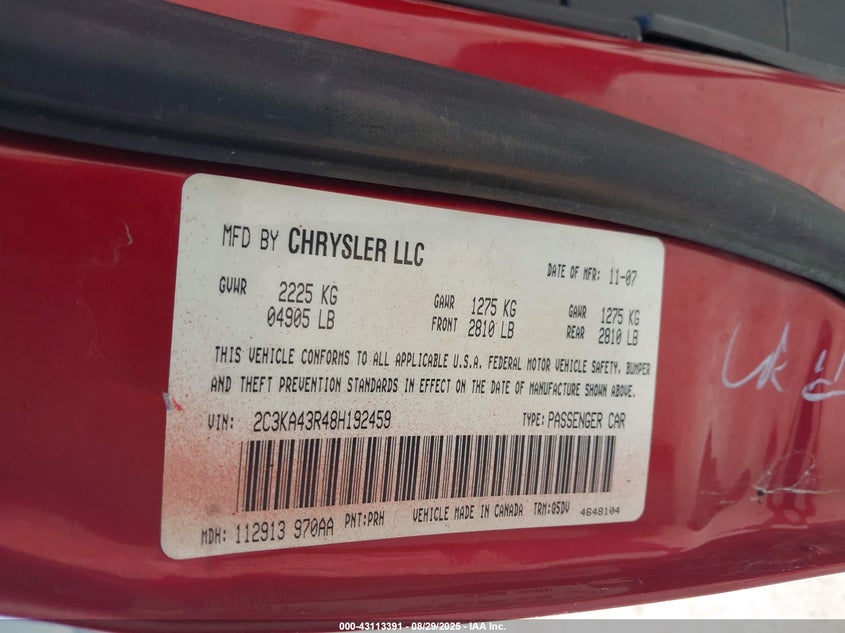 MFD BY CHRYSLER LLC
DATE OF MFR: 11-07
GVWR 2225 KG
04905 LB
GAWR 1275 KG
FRONT 2810 LB
GAWR 1275 KG
REAR 2810 LB
THIS VEHICLE CONFORMS TO ALL APPLICABLE U.S.A. FEDERAL MOTOR VEHICLE SAFETY, BUMPER
AND THEFT PREVENTION STANDARDS IN EFFECT ON THE DATE OF MANUFACTURE SHOWN ABOVE.
VIN: 2C3KA43R48H192459 TYPE: PASSENGER CAR
MDH: 112913 970AA PNT: PRH VEHICLE MADE IN CANADA TRM: Q5DV 4648104
000-43113391 - 08/29/2025 - IAA Inc.